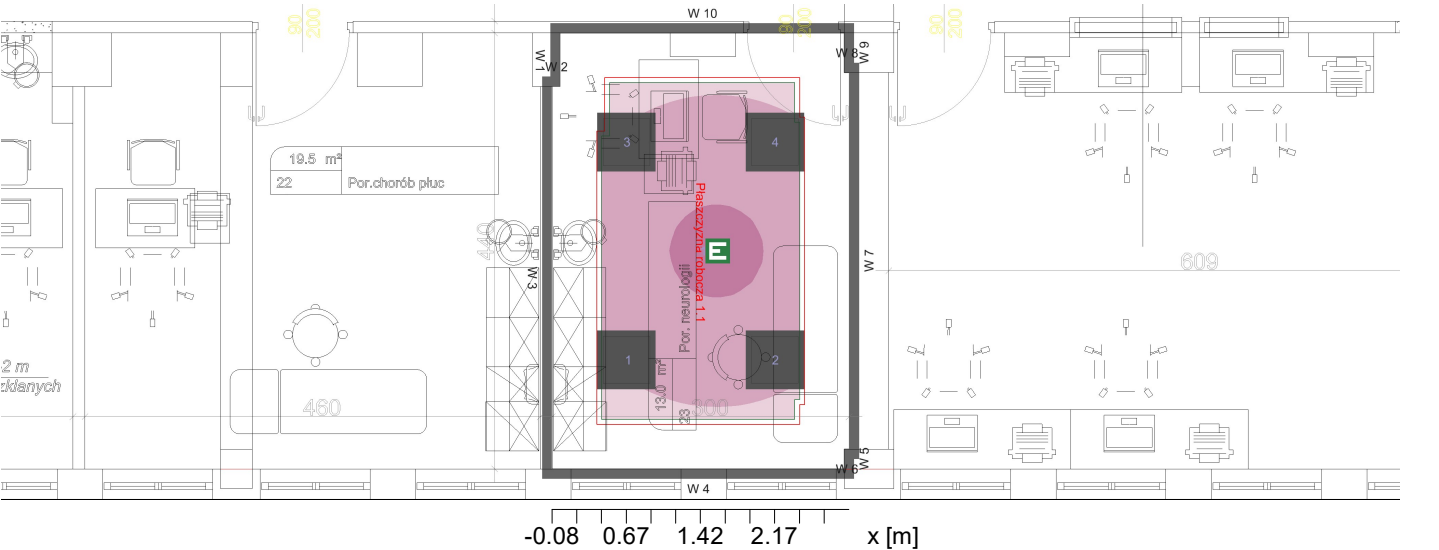 W 10
90
200
90
200
90
200
W 1
W 2
W 8
W 9
3
4
19.5 m²
22 Por.chorób płuc
Płaszczyzna robocza 1.1
E
440
W 3
W 7
609
Por. neurologii
13.0 m²
23
1
2
2 m
zklanych
460
300
W 5
W 6
W 4
-0.08 0.67 1.42 2.17 x [m]